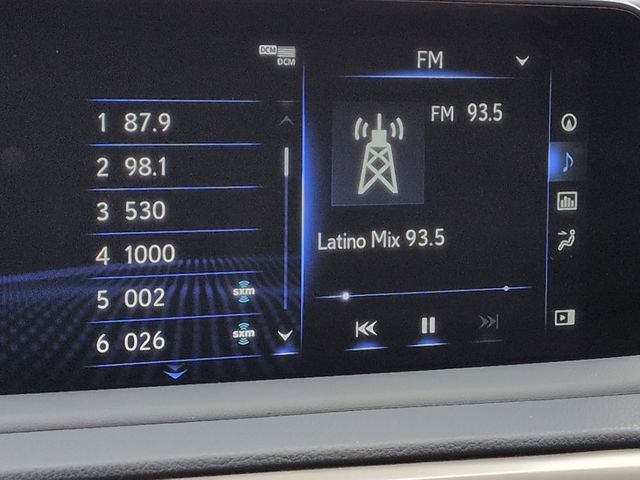 DCM
DCM
FM
1 87.9
2 98.1
3 530
4 1000
5 002 sxm
6 026 sxm
FM 93.5
Latino Mix 93.5